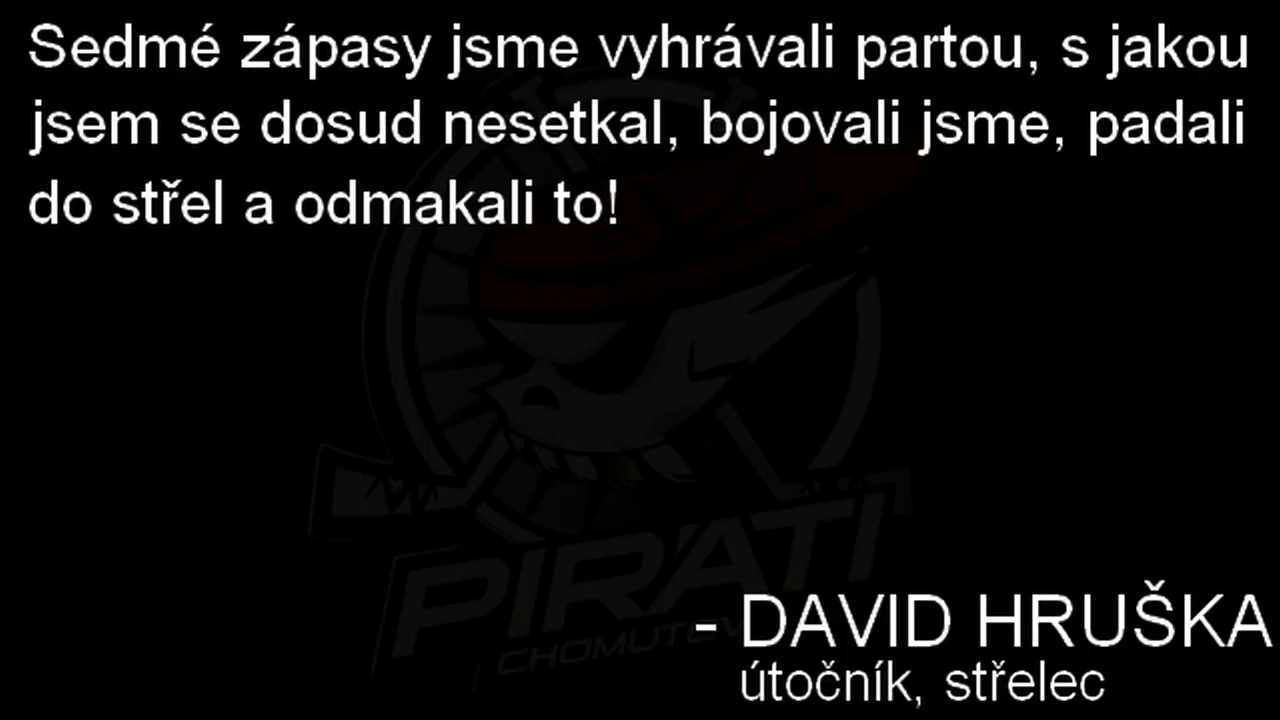 Sedmé zápasy jsme vyhrávali partou, s jakou
jsem se dosud nesetkal, bojovali jsme, padali
do střel a odmakali to!
PIRÁTI
CHOMUTOV
- DAVID HRUŠKA
útočník, střelec